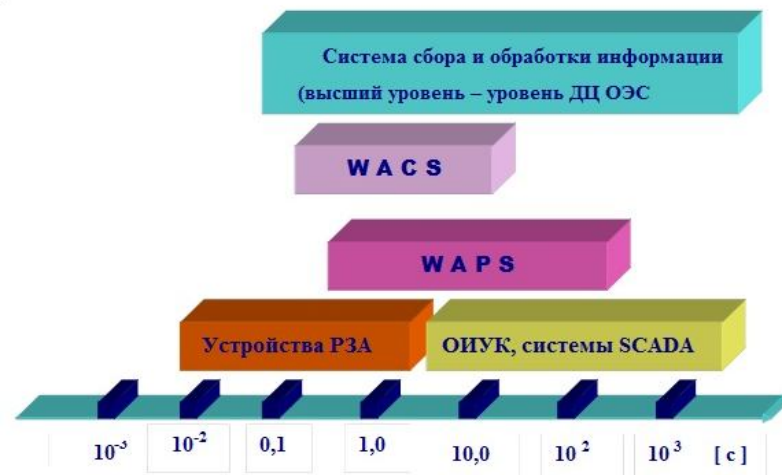 Система сбора и обработки информации
(высший уровень – уровень ДЦ ОЭС
W A C S
W A P S
Устройства РЗА
ОИУК, системы SCADA
10⁻³ 10⁻² 0,1 1,0 10,0 10² 10³ [ с ]